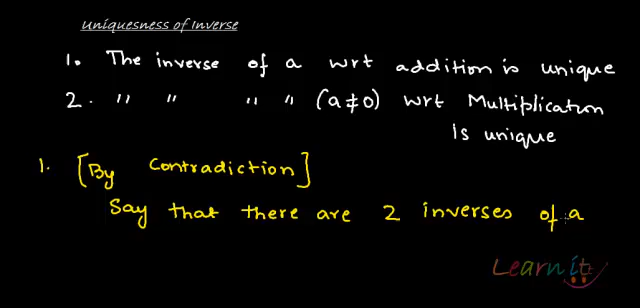 Uniquesness of Inverse
1. The inverse of a wrt addition is unique
2. " " " " (a≠0) wrt Multiplication
is unique
1. [By Contradiction]
Say that there are 2 inverses of a
Learnit